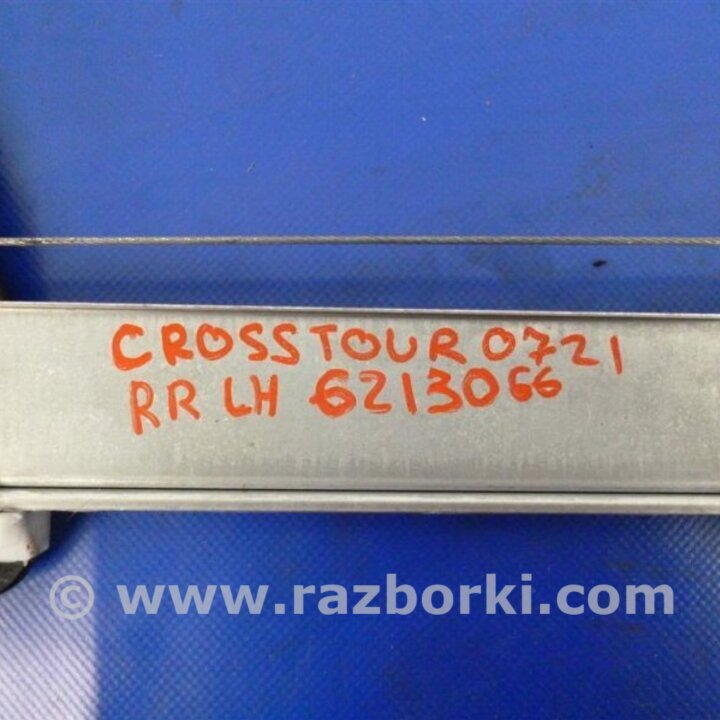 CROSSTOUR 0721
RR LH 6213066
© www.razborki.com